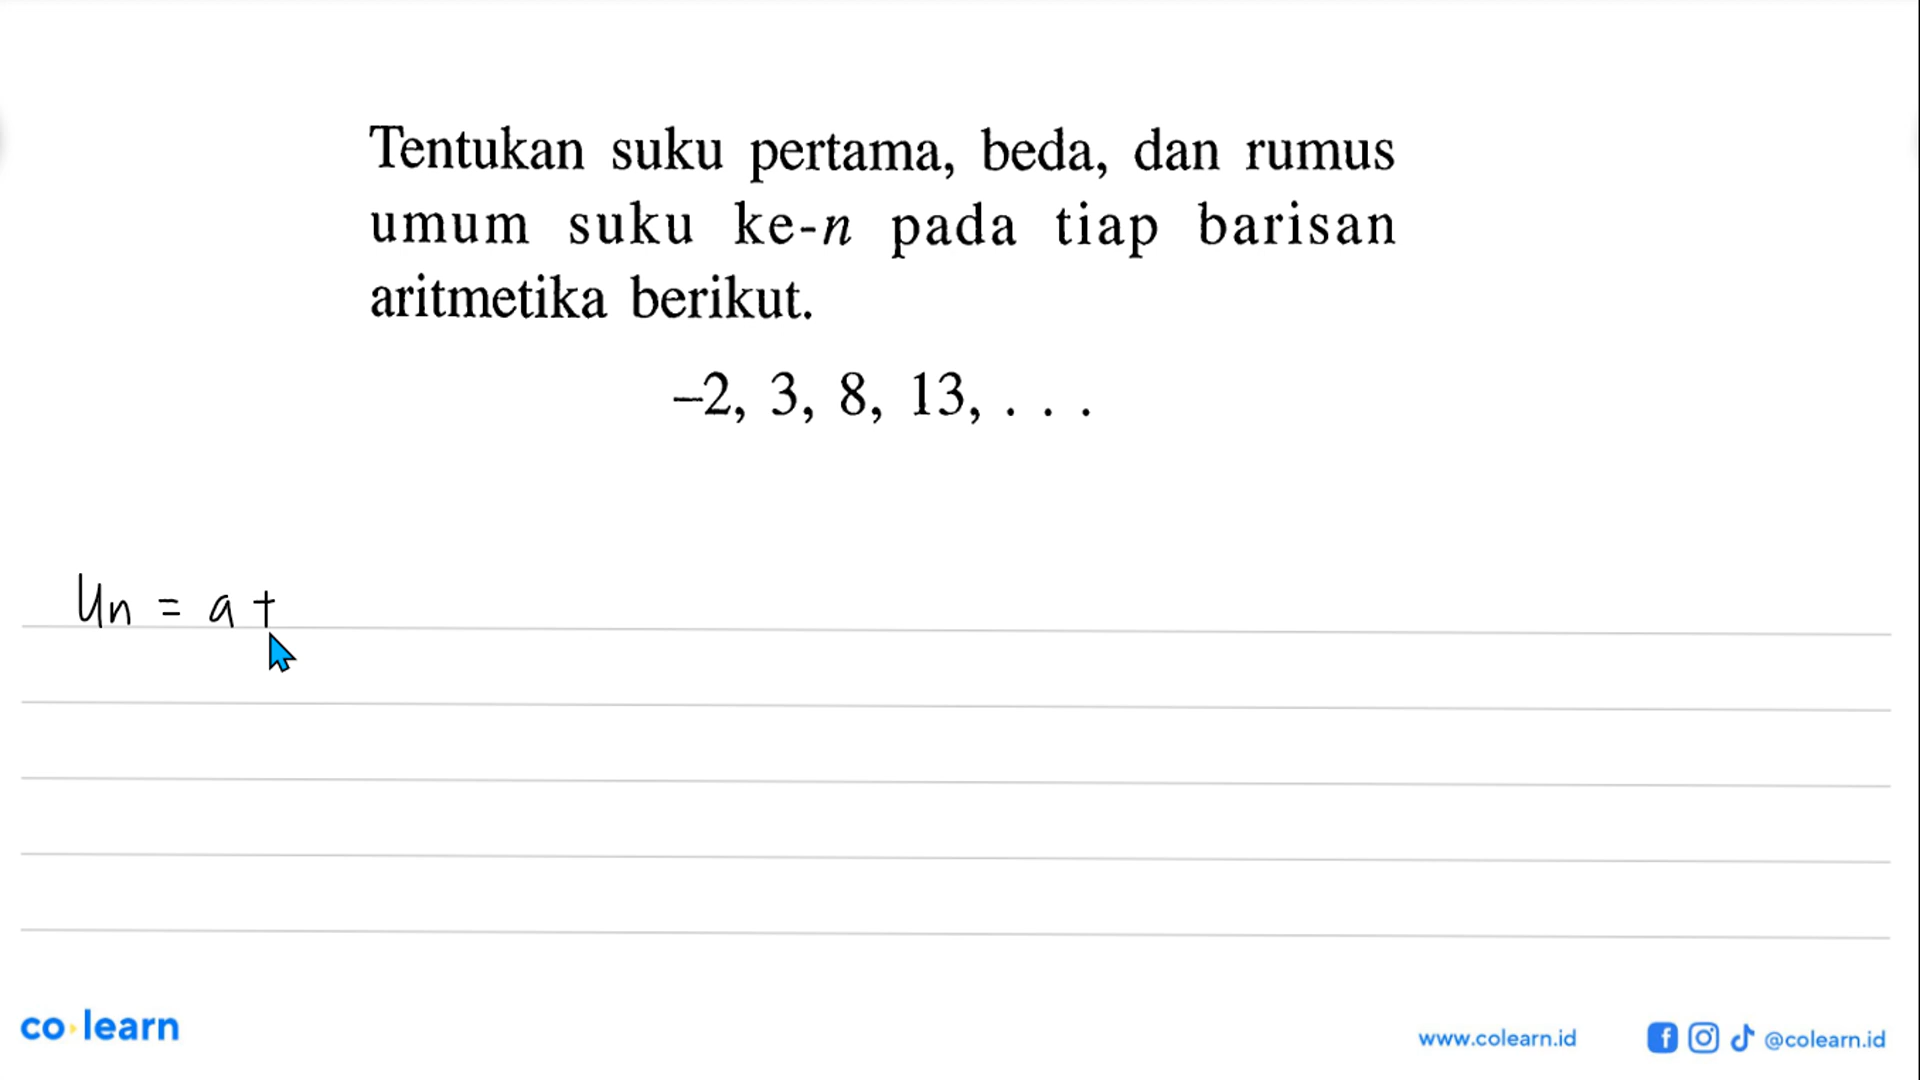 Tentukan suku pertama, beda, dan rumus
umum suku ke-n pada tiap barisan
aritmetika berikut.
–2, 3, 8, 13, . . .
Un = a +
co learn
www.colearn.id
@colearn.id